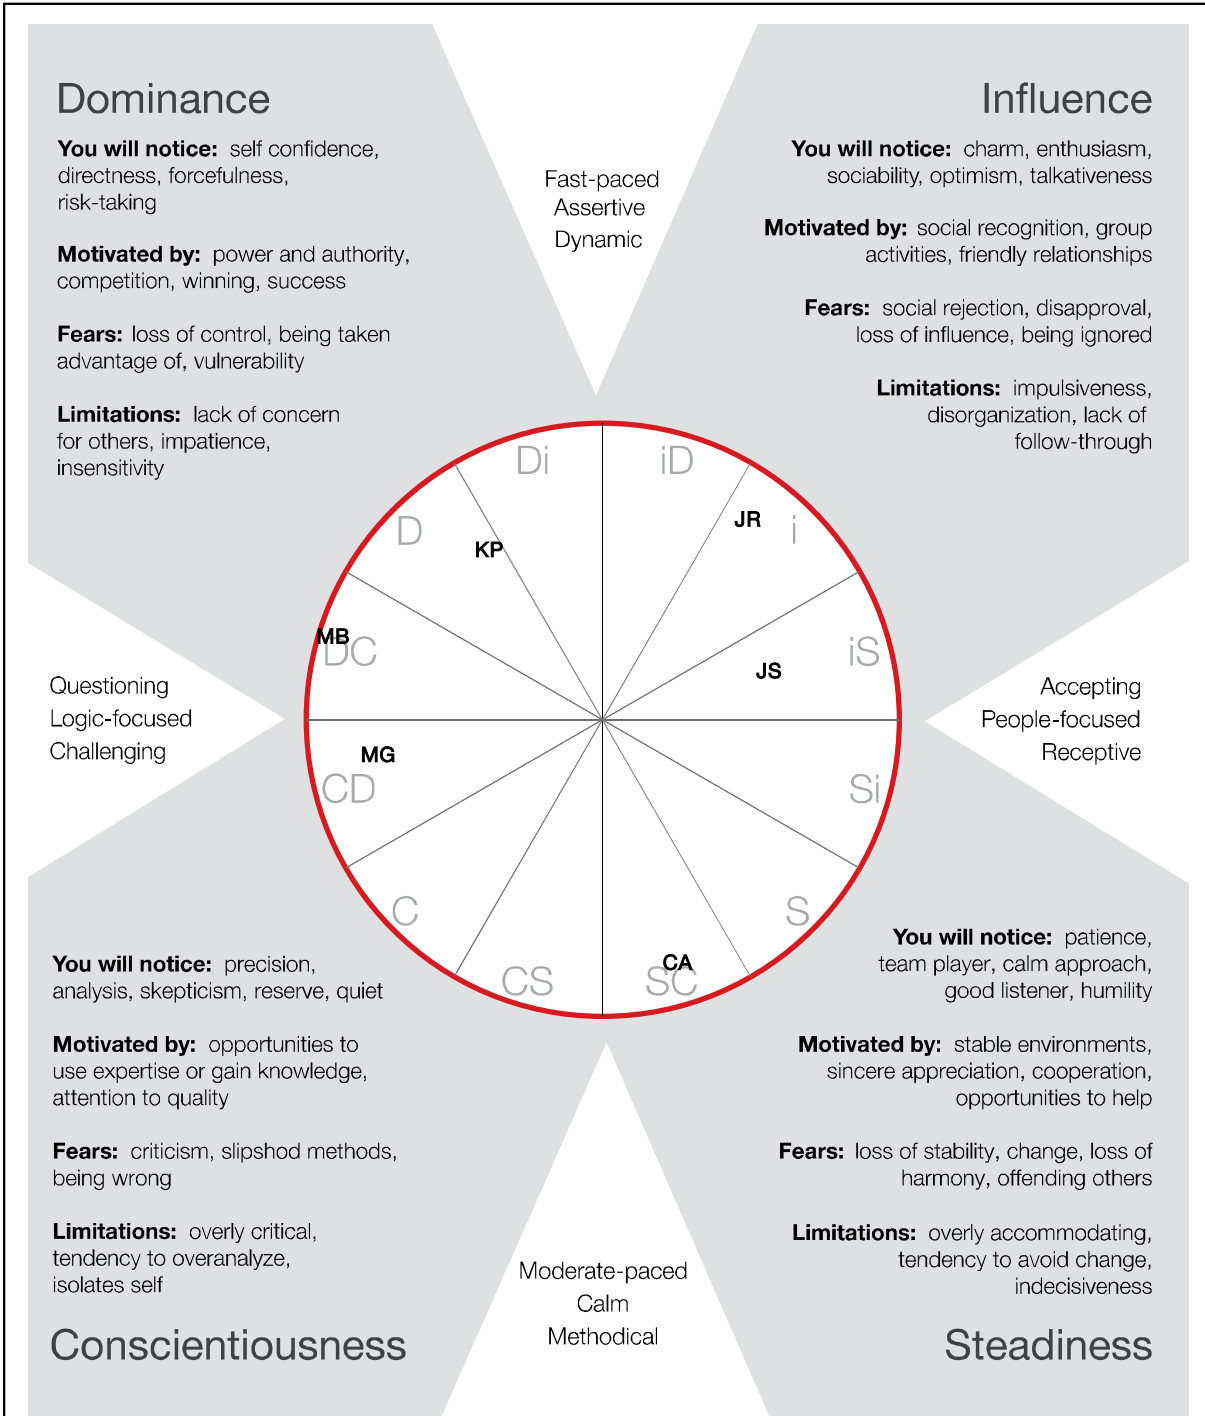 Dominance
You will notice: self confidence,
directness, forcefulness,
risk-taking
Motivated by: power and authority,
competition, winning, success
Fears: loss of control, being taken
advantage of, vulnerability
Limitations: lack of concern
for others, impatience,
insensitivity
Fast-paced
Assertive
Dynamic
Influence
You will notice: charm, enthusiasm,
sociability, optimism, talkativeness
Motivated by: social recognition, group
activities, friendly relationships
Fears: social rejection, disapproval,
loss of influence, being ignored
Limitations: impulsiveness,
disorganization, lack of
follow-through
Di
iD
D
KP
JR
i
MB
DC
JS
iS
Questioning
Logic-focused
Challenging
Accepting
People-focused
Receptive
MG
CD
Si
C
S
CS
CA
SC
You will notice: precision,
analysis, skepticism, reserve, quiet
Motivated by: opportunities to
use expertise or gain knowledge,
attention to quality
Fears: criticism, slipshod methods,
being wrong
Limitations: overly critical,
tendency to overanalyze,
isolates self
Conscientiousness
Moderate-paced
Calm
Methodical
You will notice: patience,
team player, calm approach,
good listener, humility
Motivated by: stable environments,
sincere appreciation, cooperation,
opportunities to help
Fears: loss of stability, change, loss of
harmony, offending others
Limitations: overly accommodating,
tendency to avoid change,
indecisiveness
Steadiness